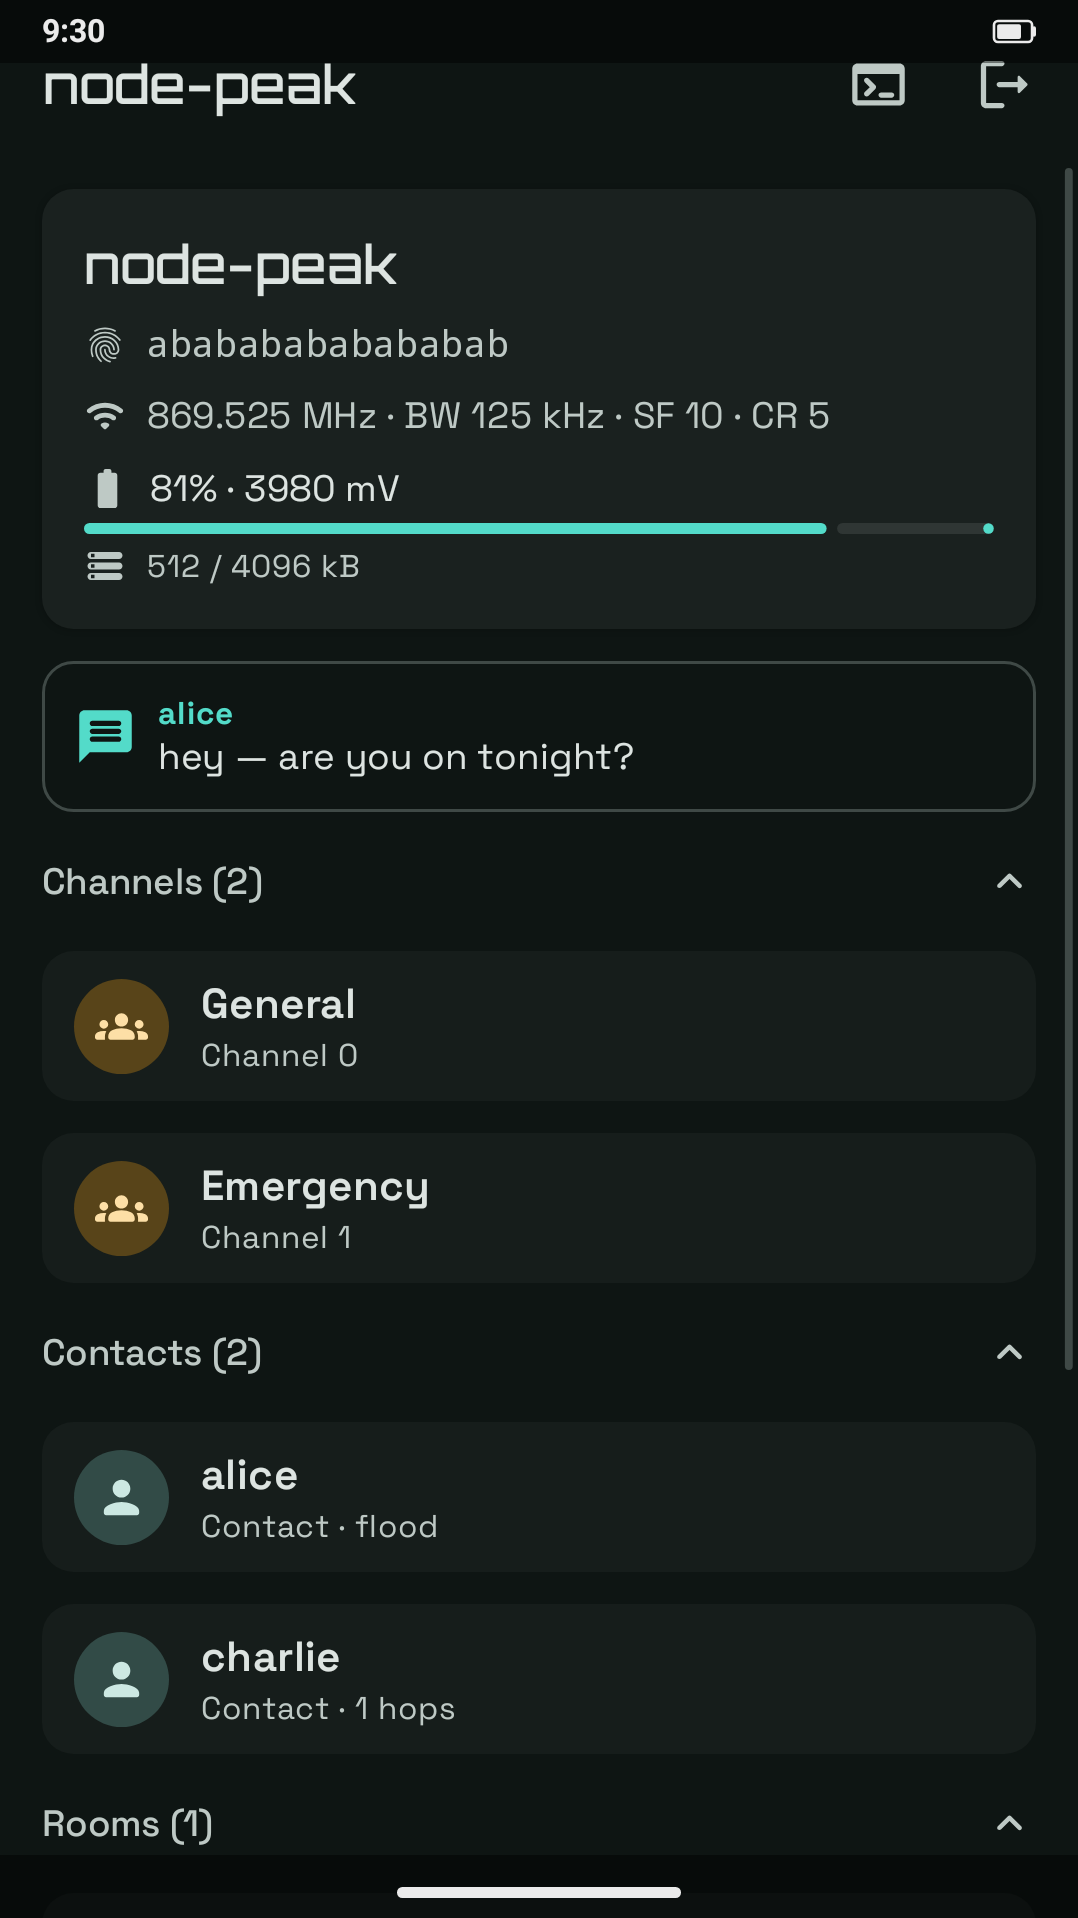 9:30
node-peak
node-peak
abababababababab
869.525 MHz · BW 125 kHz · SF 10 · CR 5
81% · 3980 mV
512 / 4096 kB
alice
hey — are you on tonight?
Channels (2)
General
Channel 0
Emergency
Channel 1
Contacts (2)
alice
Contact · flood
charlie
Contact · 1 hops
Rooms (1)